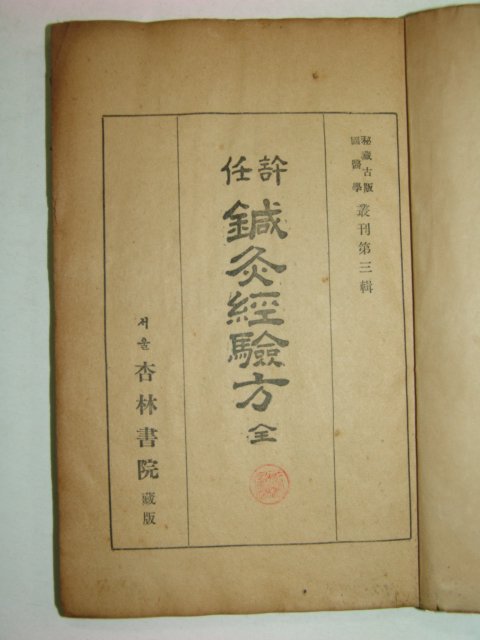 秘藏古版
國醫學
叢刊第三輯
許任
鍼灸經驗方 全
서울 杏林書院 藏版